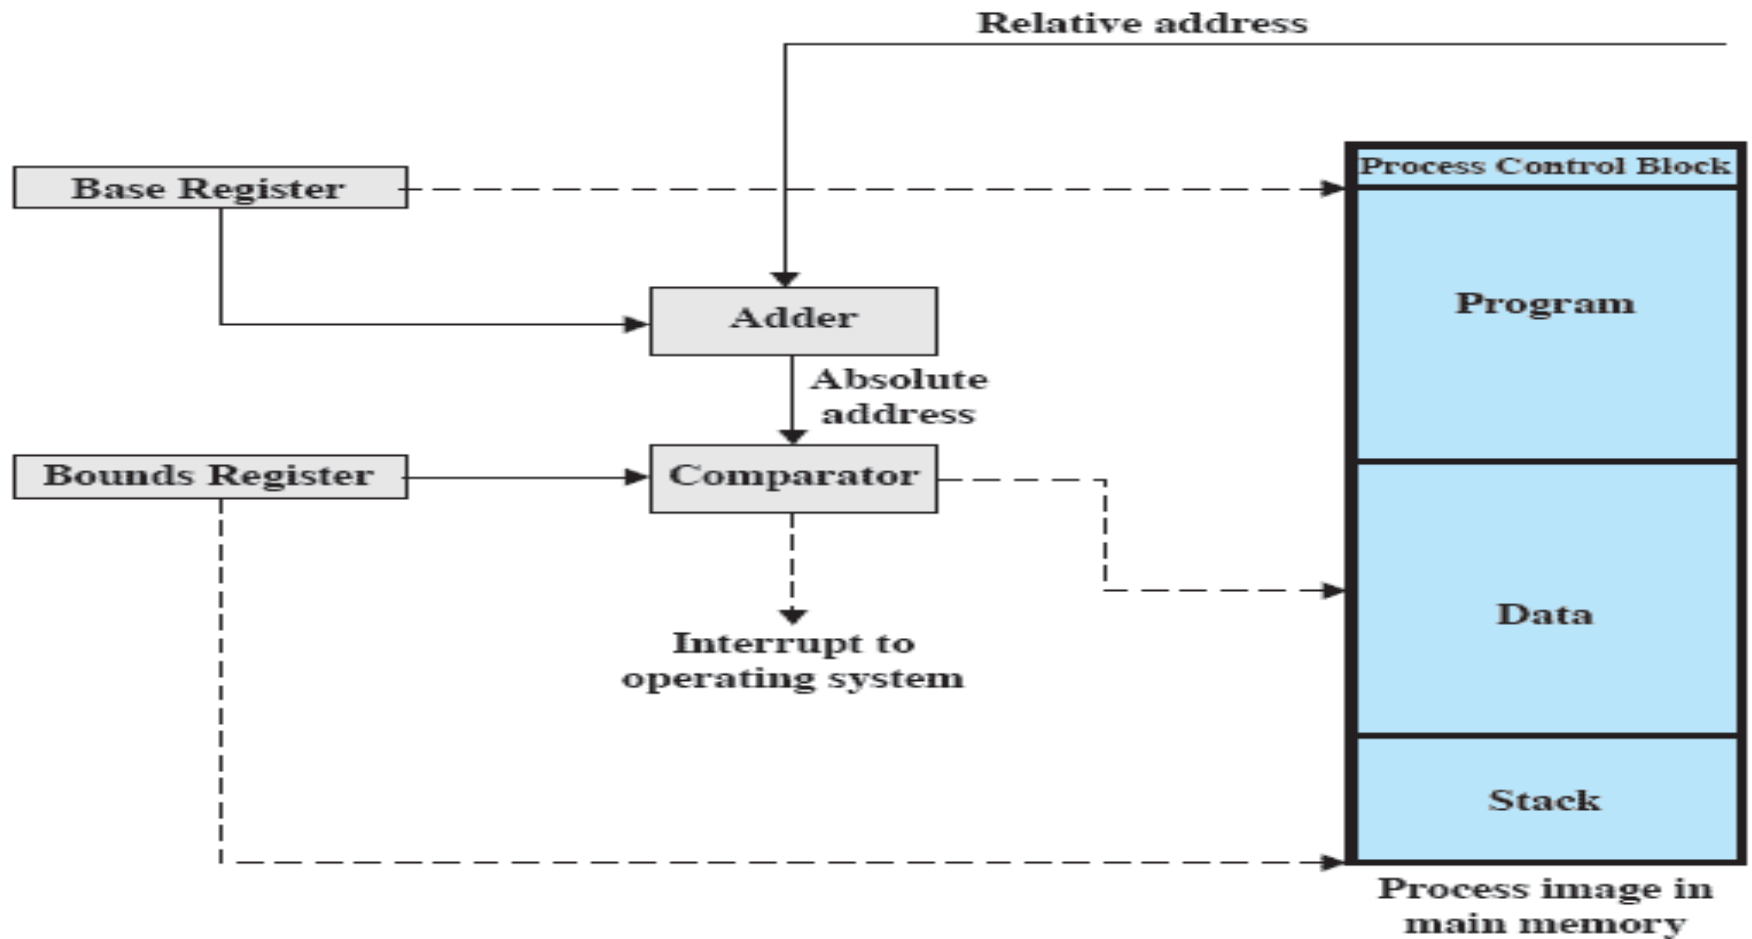 Relative address
Process Control Block
Base Register
Program
Adder
Absolute
address
Bounds Register
Comparator
Data
Interrupt to
operating system
Stack
Process image in
main memory